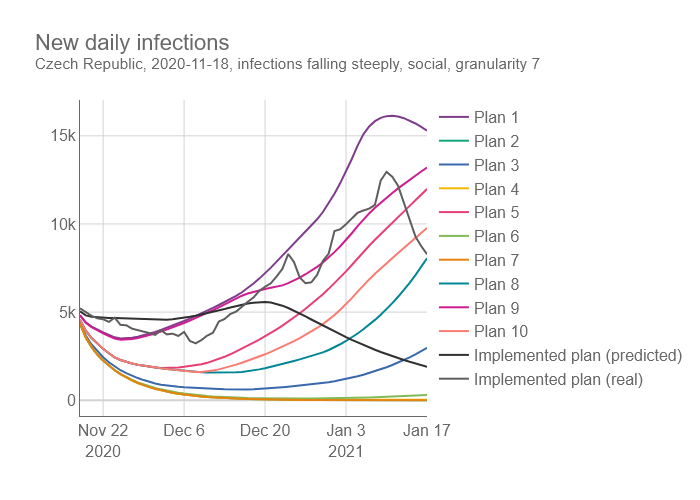 New daily infections
Czech Republic, 2020-11-18, infections falling steeply, social, granularity 7
15k
10k
5k
0
Nov 22
2020
Dec 6
Dec 20
Jan 3
2021
Jan 17
Plan 1
Plan 2
Plan 3
Plan 4
Plan 5
Plan 6
Plan 7
Plan 8
Plan 9
Plan 10
Implemented plan (predicted)
Implemented plan (real)